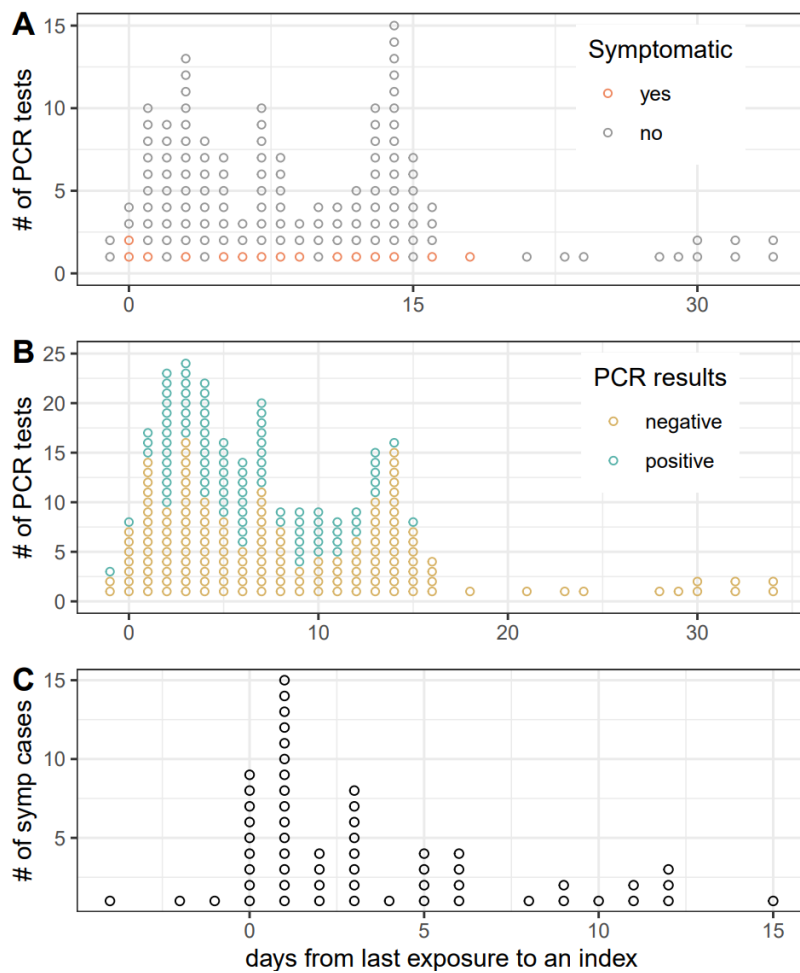 A
# of PCR tests
15
10
5
0
Symptomatic
yes
no
0
15
30
B
# of PCR tests
25
20
15
10
5
0
PCR results
negative
positive
0
10
20
30
C
# of symp cases
15
10
5
0
5
10
15
days from last exposure to an index